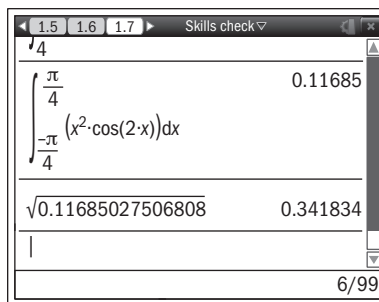 1.5 1.6 1.7 Skills check
4
∫ π/4 -π/4 (x²·cos(2·x))dx 0.11685
√0.11685027506808 0.341834
6/99